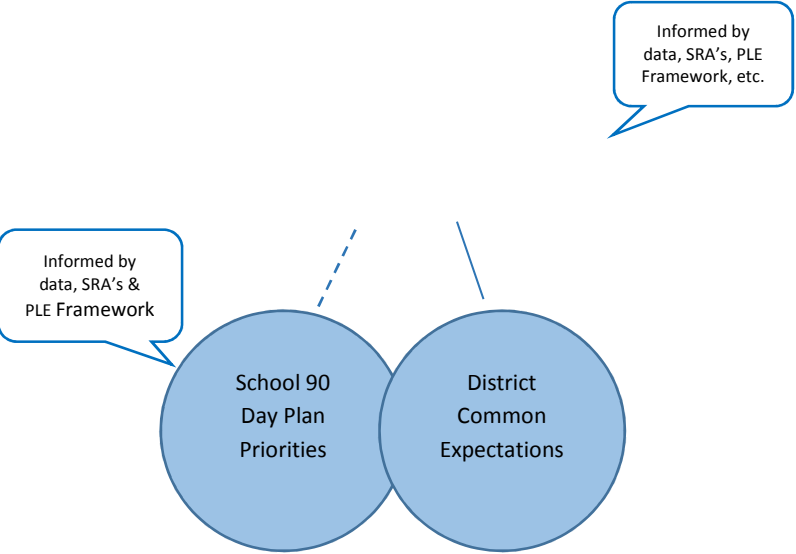 Informed by
data, SRA's, PLE
Framework, etc.
Informed by
data, SRA's &
PLE Framework
School 90
Day Plan
Priorities
District
Common
Expectations